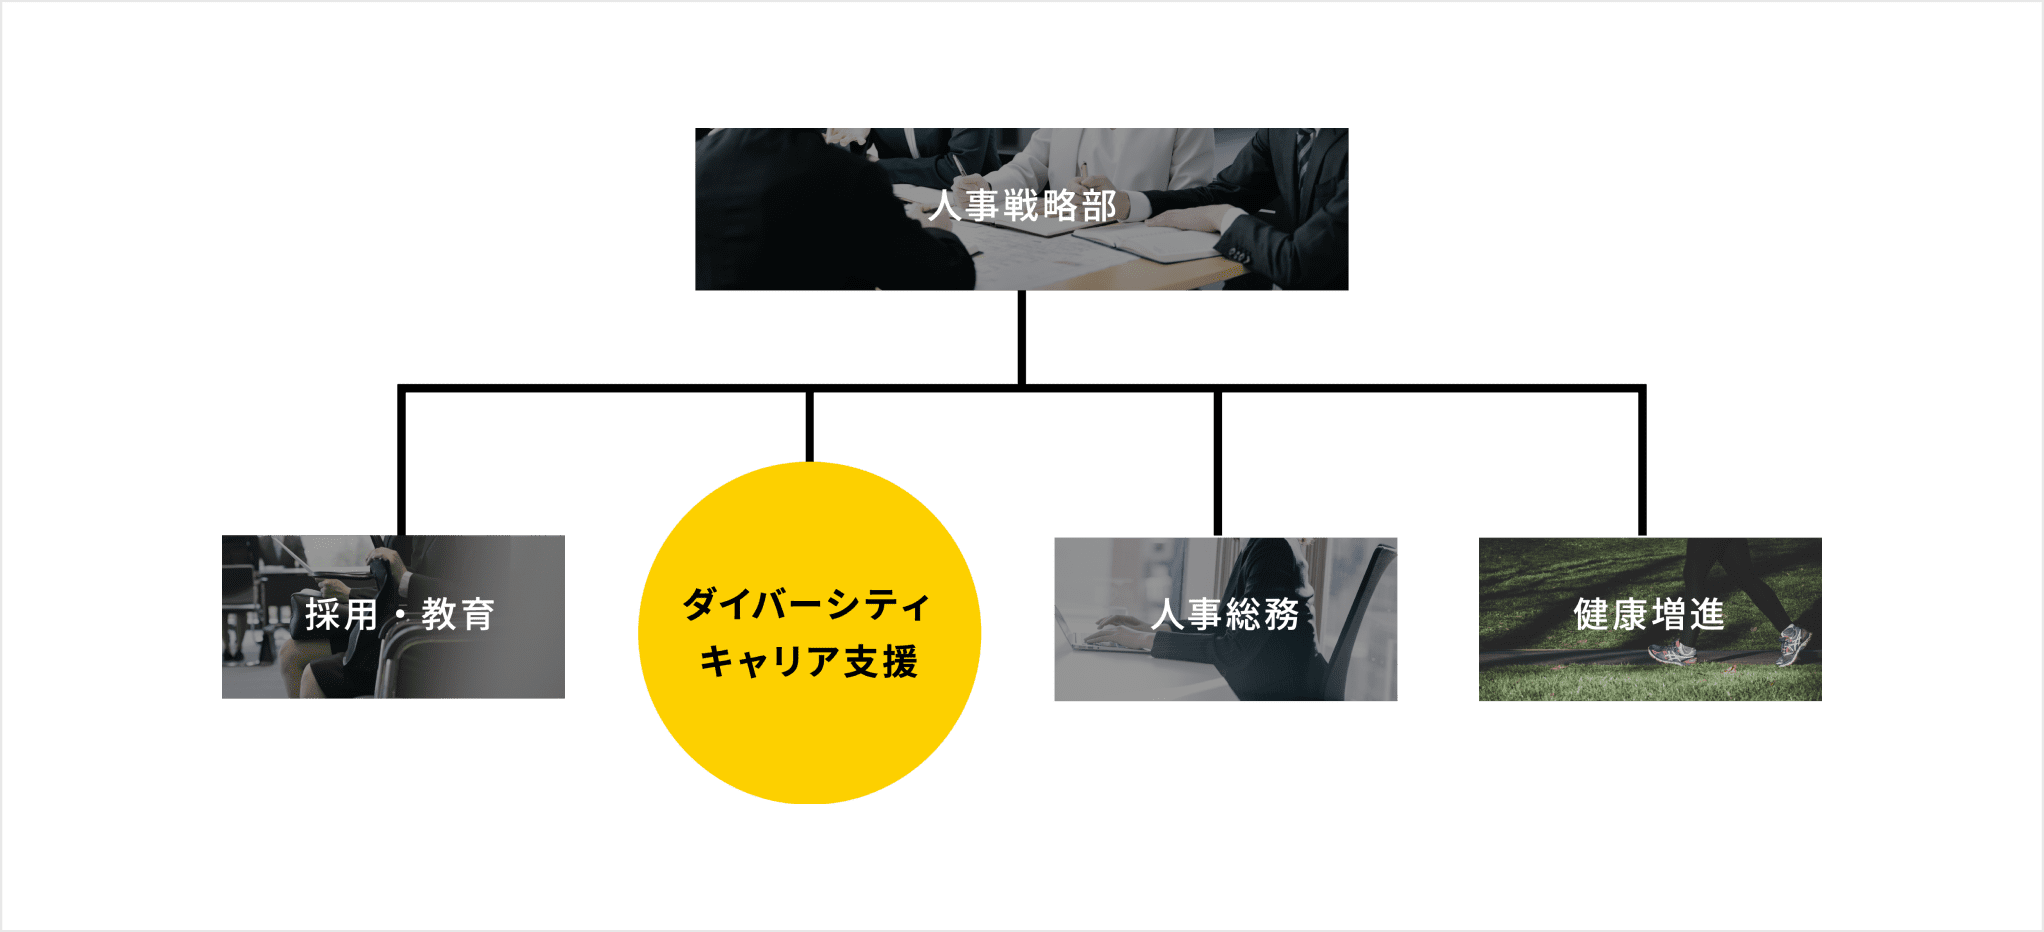 人事戦略部
採用・教育
ダイバーシティ
キャリア支援
人事総務
健康増進